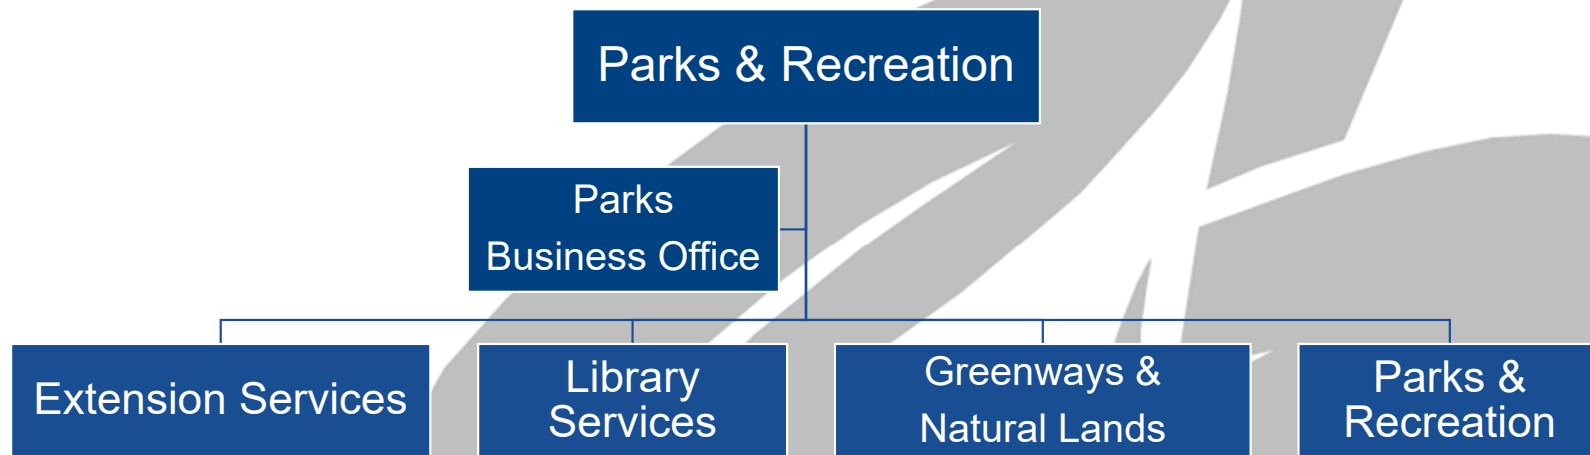 Parks & Recreation
Parks
Business Office
Extension Services
Library
Services
Greenways &
Natural Lands
Parks &
Recreation